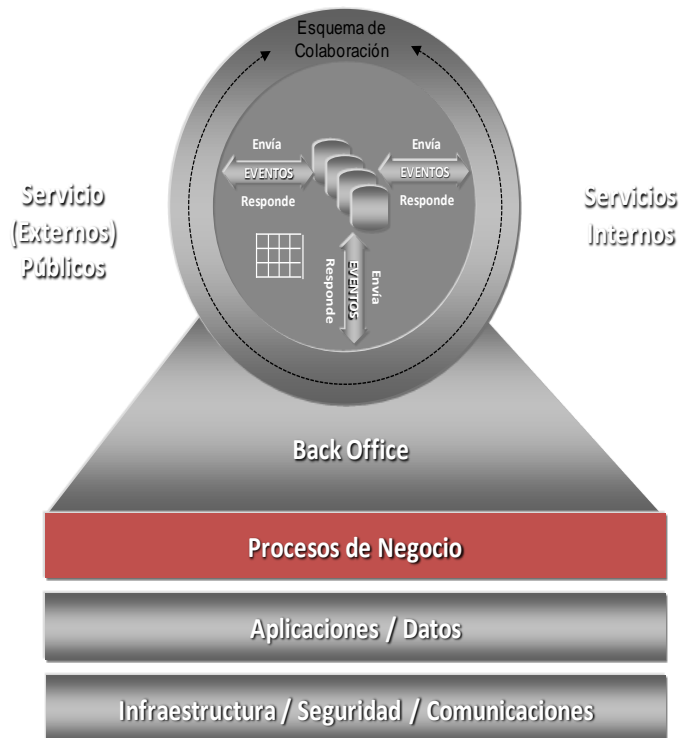 Esquema de
Colaboración
Envía
EVENTOS
Responde
Envía
EVENTOS
Responde
Envía
EVENTOS
Responde
Servicio
(Externos)
Públicos
Servicios
Internos
Back Office
Procesos de Negocio
Aplicaciones / Datos
Infraestructura / Seguridad / Comunicaciones